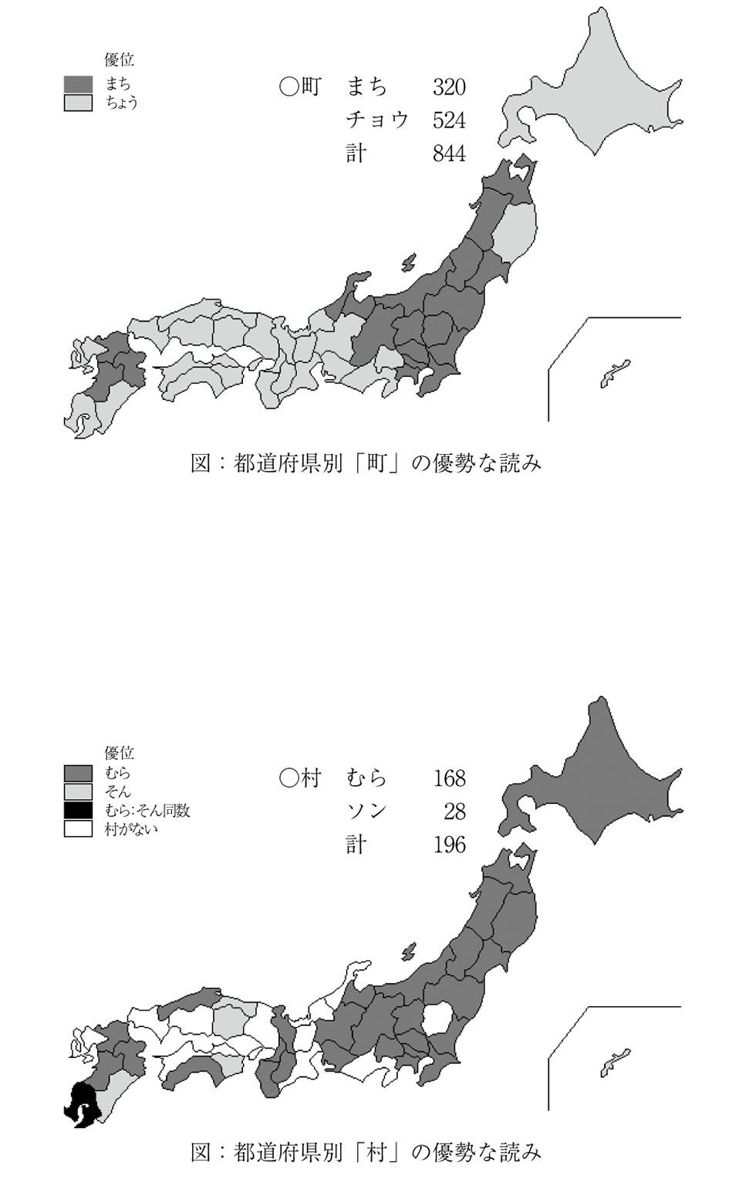 優位
まち
ちょう
○町 まち 320
チョウ 524
計 844
図：都道府県別「町」の優勢な読み
優位
むら
そん
むら：そん同数
村がない
○村 むら 168
ソン 28
計 196
図：都道府県別「村」の優勢な読み